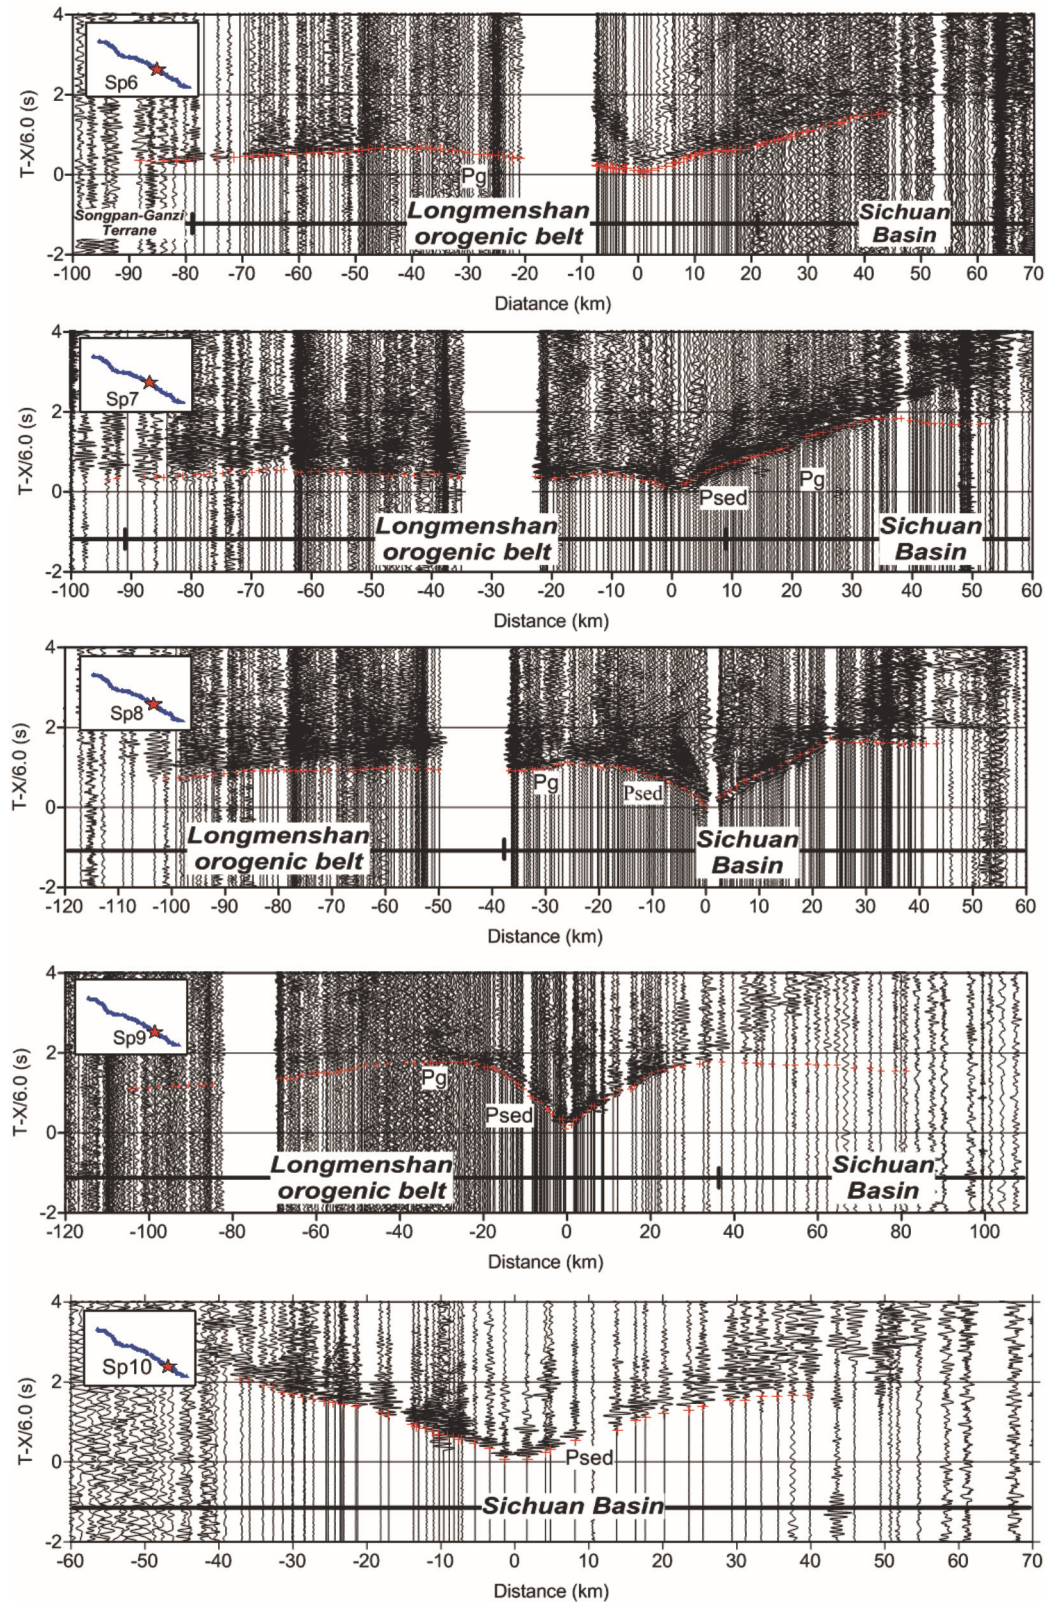 4
2
0
-2
T-X/6.0 (s)
Sp6
Pg
Songpan-Ganzi
Terrane
Longmenshan
orogenic belt
Sichuan
Basin
-100 -90 -80 -70 -60 -50 -40 -30 -20 -10 0 10 20 30 40 50 60 70
Diatance (km)
4
2
0
-2
T-X/6.0 (s)
Sp7
Psed
Pg
Longmenshan
orogenic belt
Sichuan
Basin
-100 -90 -80 -70 -60 -50 -40 -30 -20 -10 0 10 20 30 40 50 60
Distance (km)
4
2
0
-2
T-X/6.0 (s)
Sp8
Pg
Psed
Longmenshan
orogenic belt
Sichuan
Basin
-120 -110 -100 -90 -80 -70 -60 -50 -40 -30 -20 -10 0 10 20 30 40 50 60
Distance (km)
4
2
0
-2
T-X/6.0 (s)
Sp9
Pg
Psed
Longmenshan
orogenic belt
Sichuan
Basin
-120 -100 -80 -60 -40 -20 0 20 40 60 80 100
Distance (km)
4
2
0
-2
T-X/6.0 (s)
Sp10
Psed
Sichuan Basin
-60 -50 -40 -30 -20 -10 0 10 20 30 40 50 60 70
Distance (km)